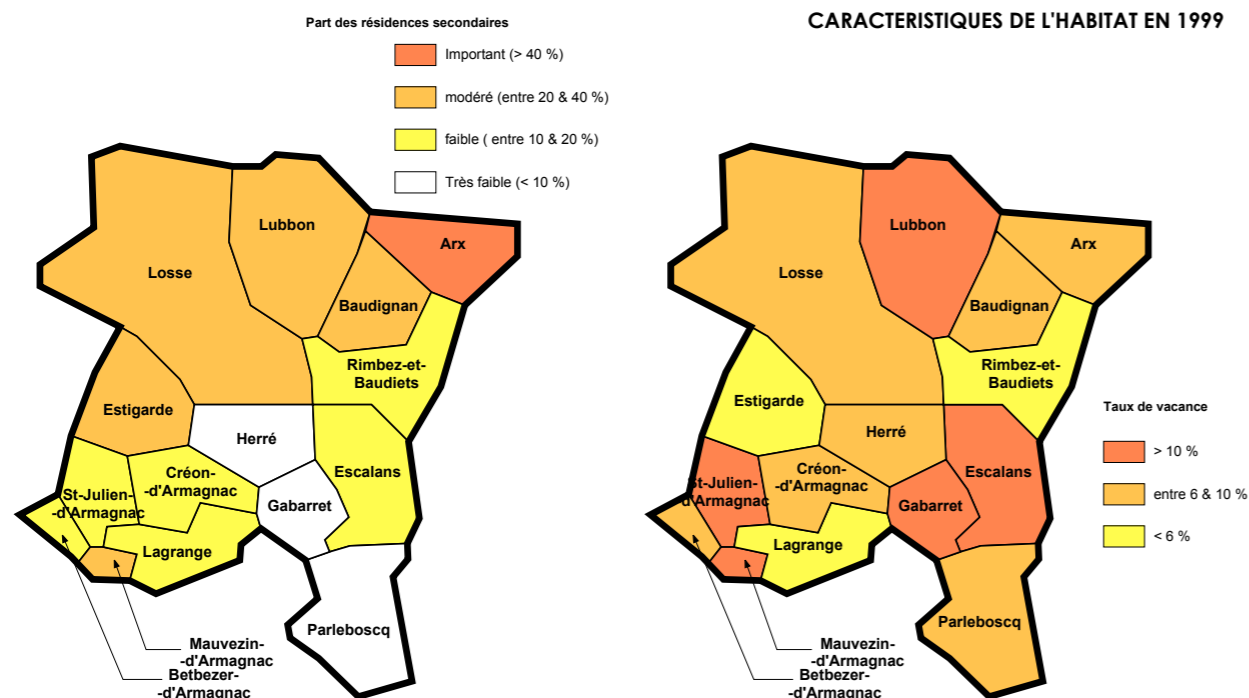 CARACTERISTIQUES DE L'HABITAT EN 1999
Part des résidences secondaires
Important (> 40 %)
modéré (entre 20 & 40 %)
faible ( entre 10 & 20 %)
Très faible (< 10 %)
Lubbon
Arx
Losse
Baudignan
Rimbez-et-
Baudiets
Estigarde
Herré
Escalans
Créon-
-d'Armagnac
St-Julien-
-d'Armagnac
Gabarret
Lagrange
Parleboscq
Mauvezin-
-d'Armagnac
Betbezer-
-d'Armagnac
Lubbon
Arx
Losse
Baudignan
Rimbez-et-
Baudiets
Estigarde
Herré
Escalans
Créon-
-d'Armagnac
St-Julien-
-d'Armagnac
Gabarret
Lagrange
Parleboscq
Mauvezin-
-d'Armagnac
Betbezer-
-d'Armagnac
Taux de vacance
> 10 %
entre 6 & 10 %
< 6 %